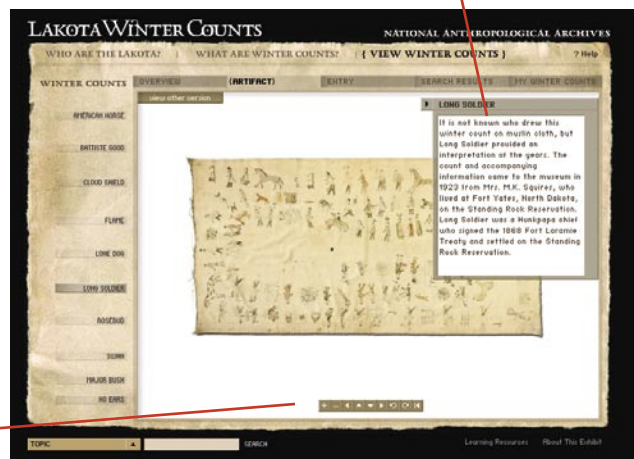 LAKOTA WINTER COUNTS
NATIONAL ANTHROPOLOGICAL ARCHIVES
WHO ARE THE LAKOTA? | WHAT ARE WINTER COUNTS? | { VIEW WINTER COUNTS } ? Help
WINTER COUNTS OVERVIEW (ARTIFACT) ENTRY SEARCH RESULTS MY WINTER COUNTS
view other version
AMERICAN HORSE
BATTISTE GOOD
CLOUD SHIELD
FLAME
LONE DOG
LONG SOLDIER
ROSEBUD
SWAN
MAJOR BUSH
NO EARS
LONG SOLDIER
It is not known who drew this
winter count on muslin cloth, but
Long Soldier provided an
interpretation of the years. The
count and accompanying
information came to the museum in
1923 from Mrs. M.K. Squires, who
lived at Fort Yates, North Dakota,
on the Standing Rock Reservation.
Long Soldier was a Hunkpapa chief
who signed the 1868 Fort Laramie
Treaty and settled on the Standing
Rock Reservation.
TOPIC SEARCH Learning Resources About This Exhibit